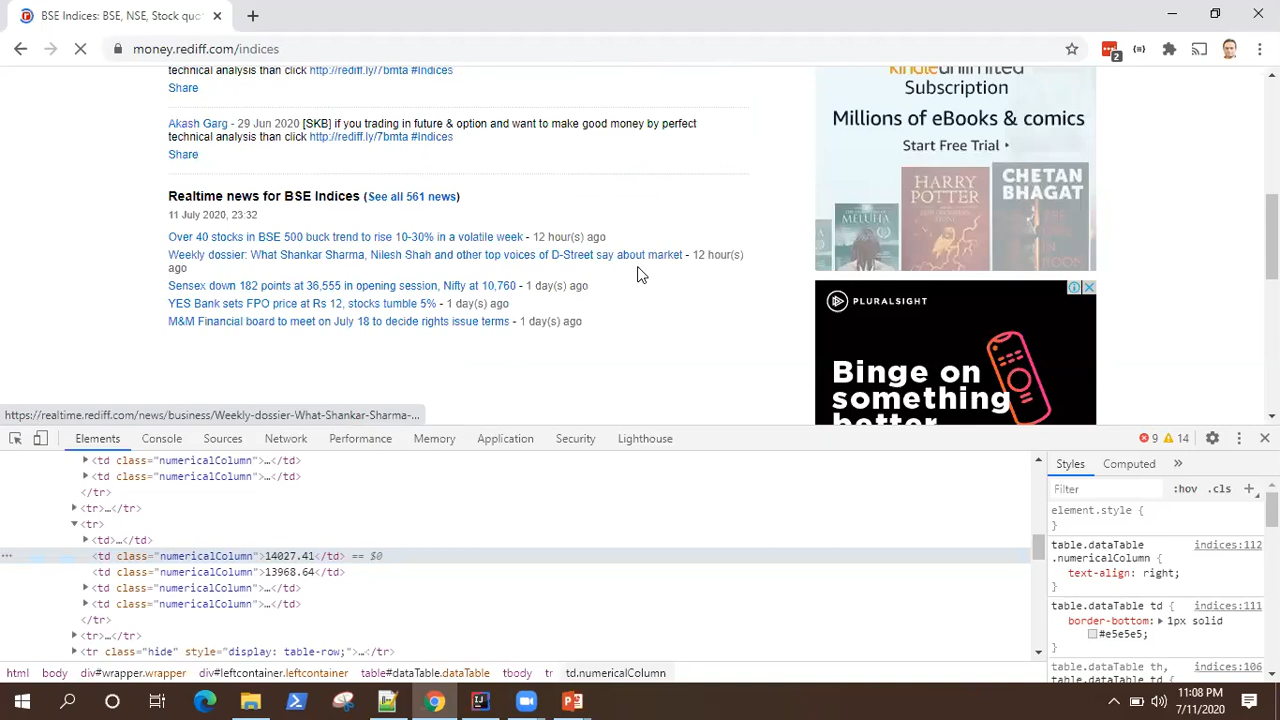 BSE Indices: BSE, NSE, Stock quo
money.rediff.com/indices
2
technical analysis than click http://rediff.ly/7bmta #Indices
Share
Akash Garg - 29 Jun 2020 [SKB] if you trading in future & option and want to make good money by perfect
technical analysis than click http://rediff.ly/7bmta #Indices
Share
Realtime news for BSE Indices (See all 561 news)
11 July 2020, 23:32
Over 40 stocks in BSE 500 buck trend to rise 10-30% in a volatile week - 12 hour(s) ago
Weekly dossier: What Shankar Sharma, Nilesh Shah and other top voices of D-Street say about market - 12 hour(s)
ago
Sensex down 182 points at 36,555 in opening session, Nifty at 10,760 - 1 day(s) ago
YES Bank sets FPO price at Rs 12, stocks tumble 5% - 1 day(s) ago
M&M Financial board to meet on July 18 to decide rights issue terms - 1 day(s) ago
https://realtime.rediff.com/news/business/Weekly-dossier-What-Shankar-Sharma-...
kindleunlimited
Subscription
Millions of eBooks & comics
Start Free Trial
MELUHA
HARRY
POTTER
CHETAN
BHAGAT
PLURALSIGHT
Binge on
something
better
Elements Console Sources Network Performance Memory Application Security Lighthouse 9 14
<td class="numericalColumn">…</td>
<td class="numericalColumn">…</td>
</tr>
<tr>…</tr>
<tr>
<td>…</td>
<td class="numericalColumn">14027.41</td> == $0
<td class="numericalColumn">13968.64</td>
<td class="numericalColumn">…</td>
<td class="numericalColumn">…</td>
</tr>
<tr>…</tr>
<tr class="hide" style="display: table-row;">…</tr>
html body div#wrapper.wrapper div#leftcontainer.leftcontainer table#dataTable.dataTable tbody tr td.numericalColumn
Styles Computed »
Filter :hov .cls +
element.style {
}
table.dataTable indices:112
.numericalColumn {
text-align: right;
}
table.dataTable td { indices:111
border-bottom: 1px solid
#e5e5e5;
}
table.dataTable th, indices:106
table.dataTable td {
11:08 PM
7/11/2020